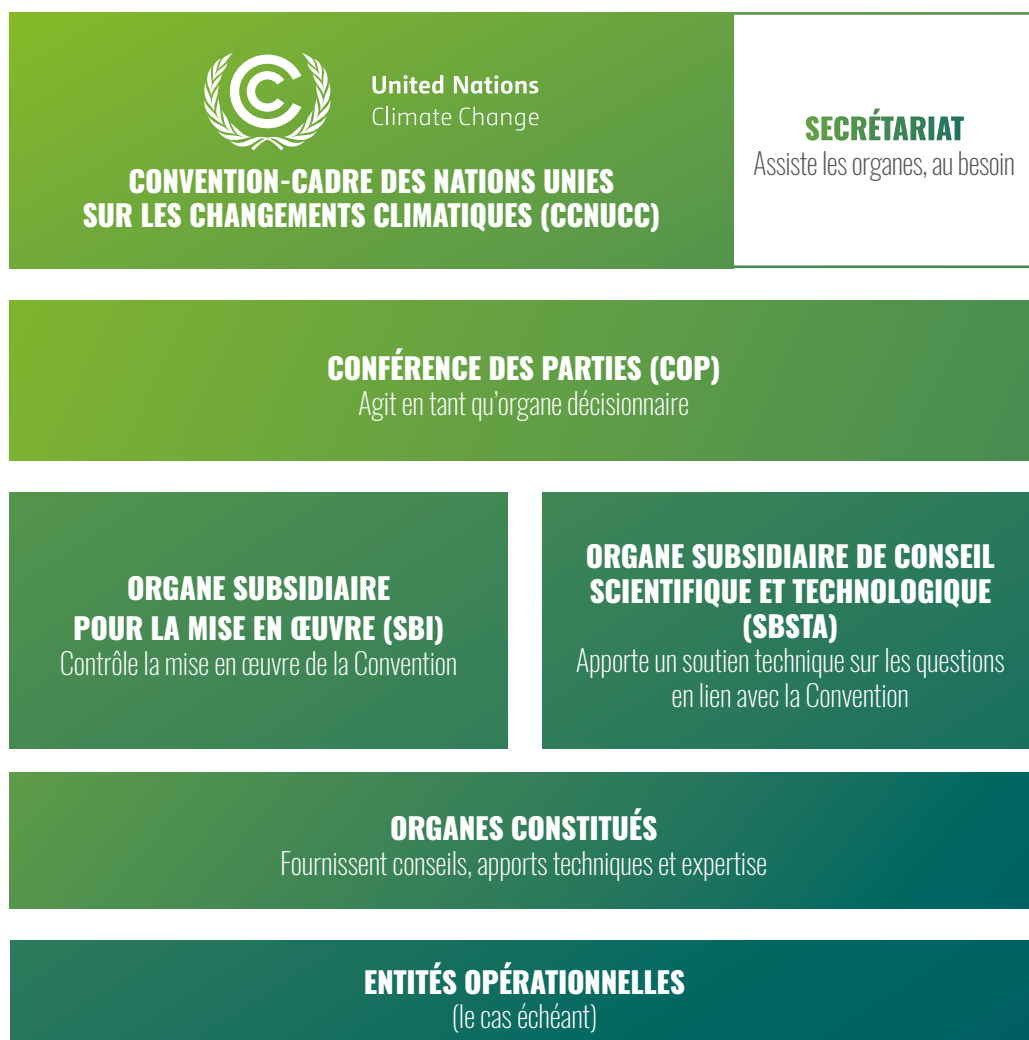 United Nations
Climate Change
CONVENTION-CADRE DES NATIONS UNIES
SUR LES CHANGEMENTS CLIMATIQUES (CCNUCC)
SECRÉTARIAT
Assiste les organes, au besoin
CONFÉRENCE DES PARTIES (COP)
Agit en tant qu'organe décisionnaire
ORGANE SUBSIDIAIRE
POUR LA MISE EN ŒUVRE (SBI)
Contrôle la mise en œuvre de la Convention
ORGANE SUBSIDIAIRE DE CONSEIL
SCIENTIFIQUE ET TECHNOLOGIQUE
(SBSTA)
Apporte un soutien technique sur les questions
en lien avec la Convention
ORGANES CONSTITUÉS
Fournissent conseils, apports techniques et expertise
ENTITÉS OPÉRATIONNELLES
(le cas échéant)